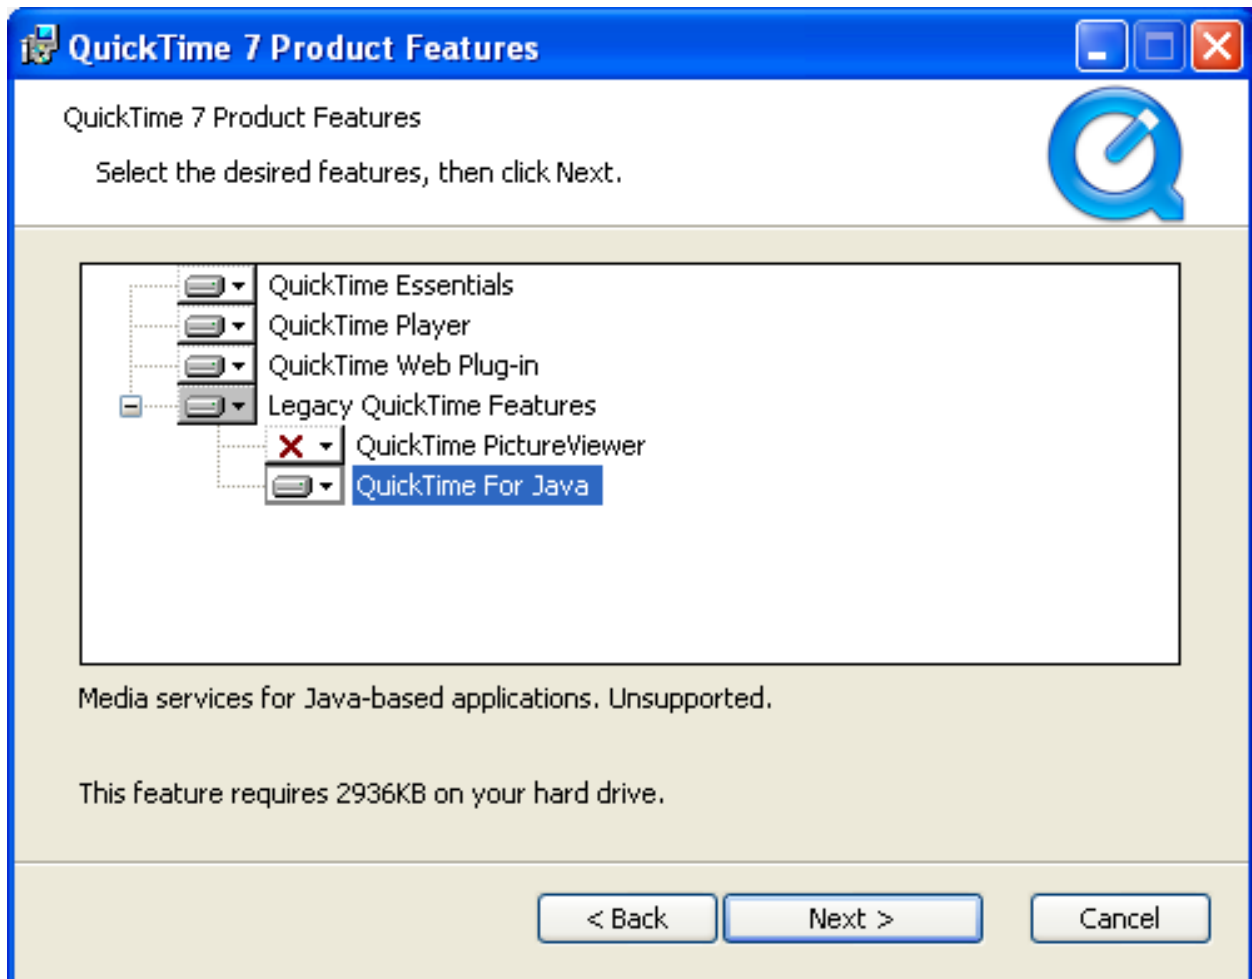 QuickTime 7 Product Features
QuickTime 7 Product Features
Select the desired features, then click Next.
QuickTime Essentials
QuickTime Player
QuickTime Web Plug-in
Legacy QuickTime Features
QuickTime PictureViewer
QuickTime For Java
Media services for Java-based applications. Unsupported.
This feature requires 2936KB on your hard drive.
< Back Next > Cancel